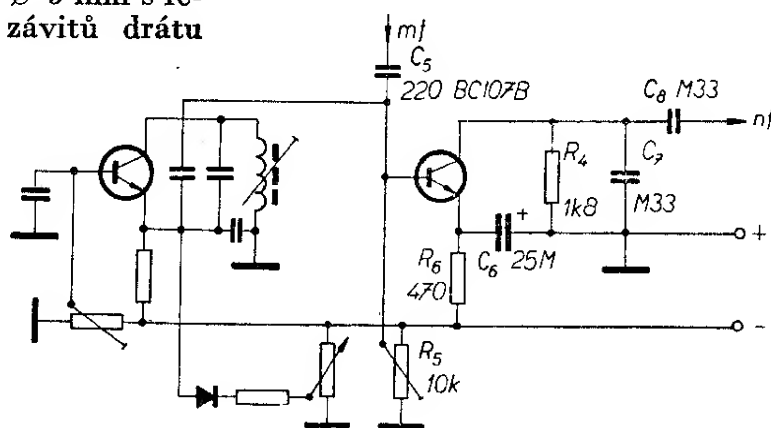 závitů drátu
mf
C5
220 BC107B
C8 M33
nf
R4
1k8
C7
M33
+
+
R6
470
C6 25M
-
R5
10k